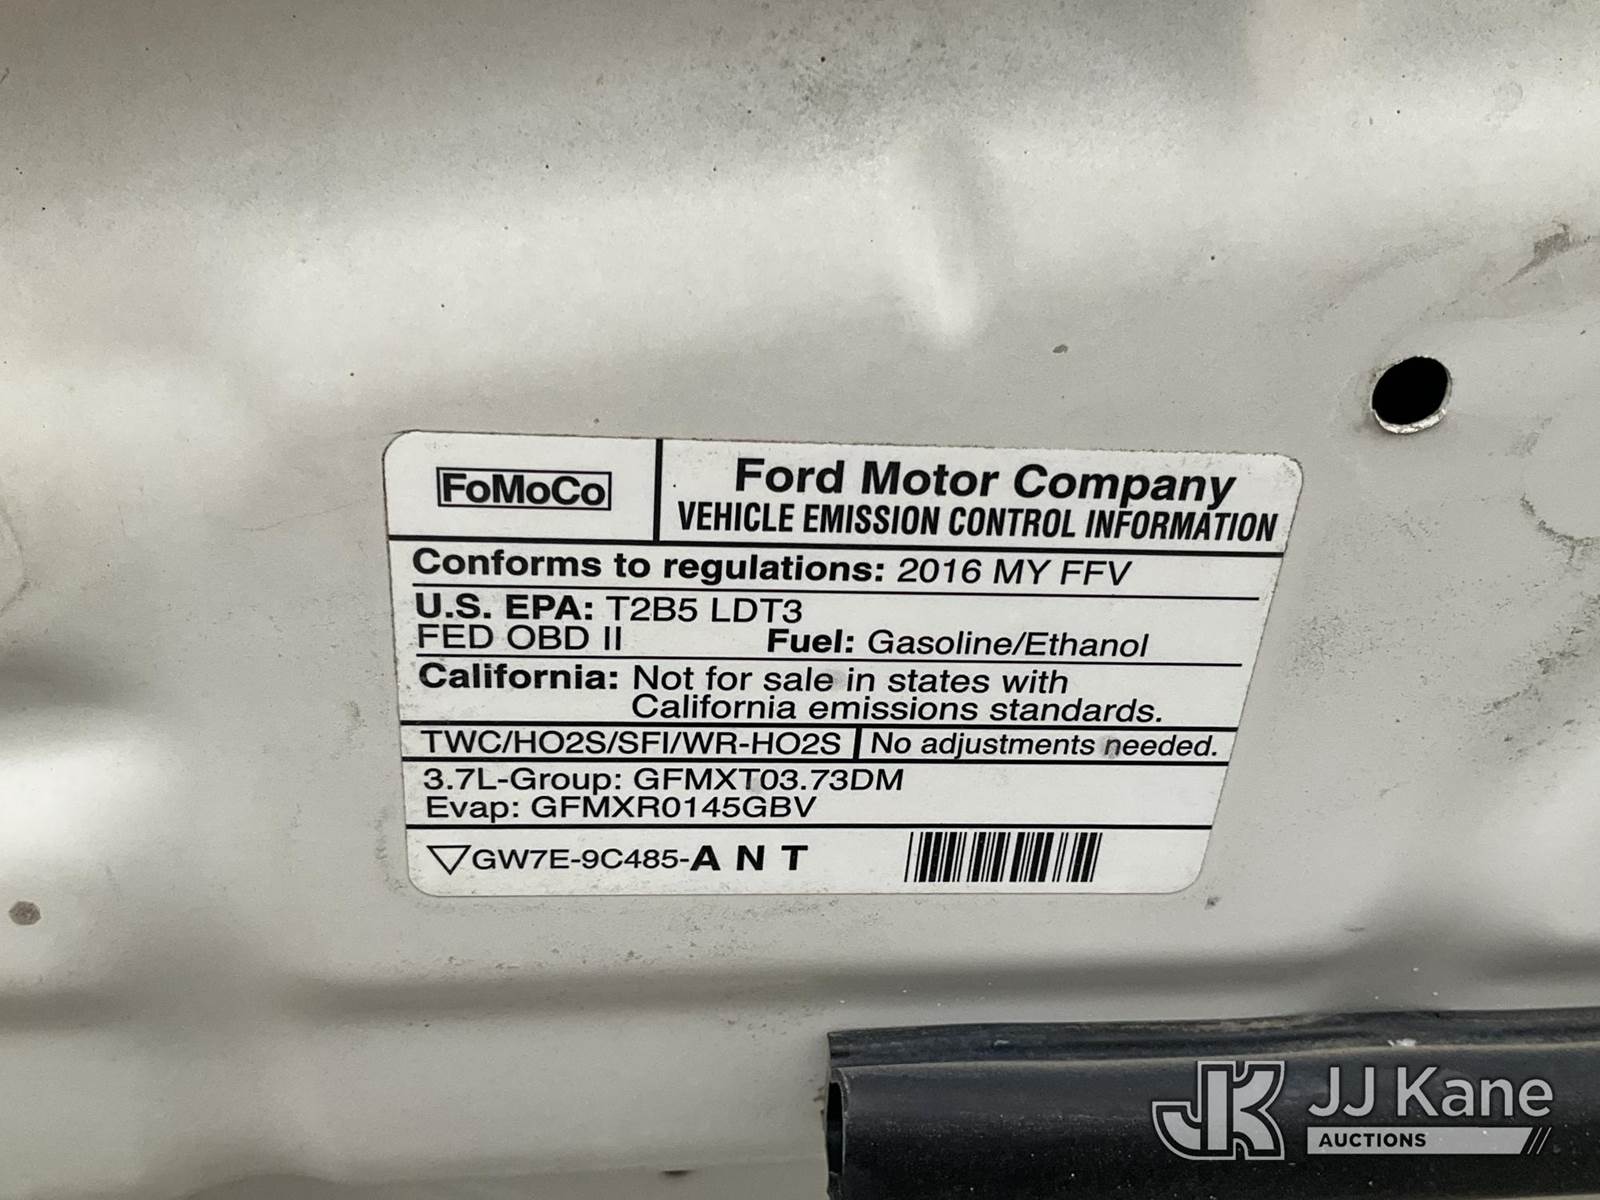 FoMoCo
Ford Motor Company
VEHICLE EMISSION CONTROL INFORMATION
Conforms to regulations: 2016 MY FFV
U.S. EPA: T2B5 LDT3
FED OBD II Fuel: Gasoline/Ethanol
California: Not for sale in states with
California emissions standards.
TWC/HO2S/SFI/WR-HO2S No adjustments needed.
3.7L-Group: GFMXT03.73DM
Evap: GFMXR0145GBV
GW7E-9C485-A N T
JK JJ Kane
AUCTIONS